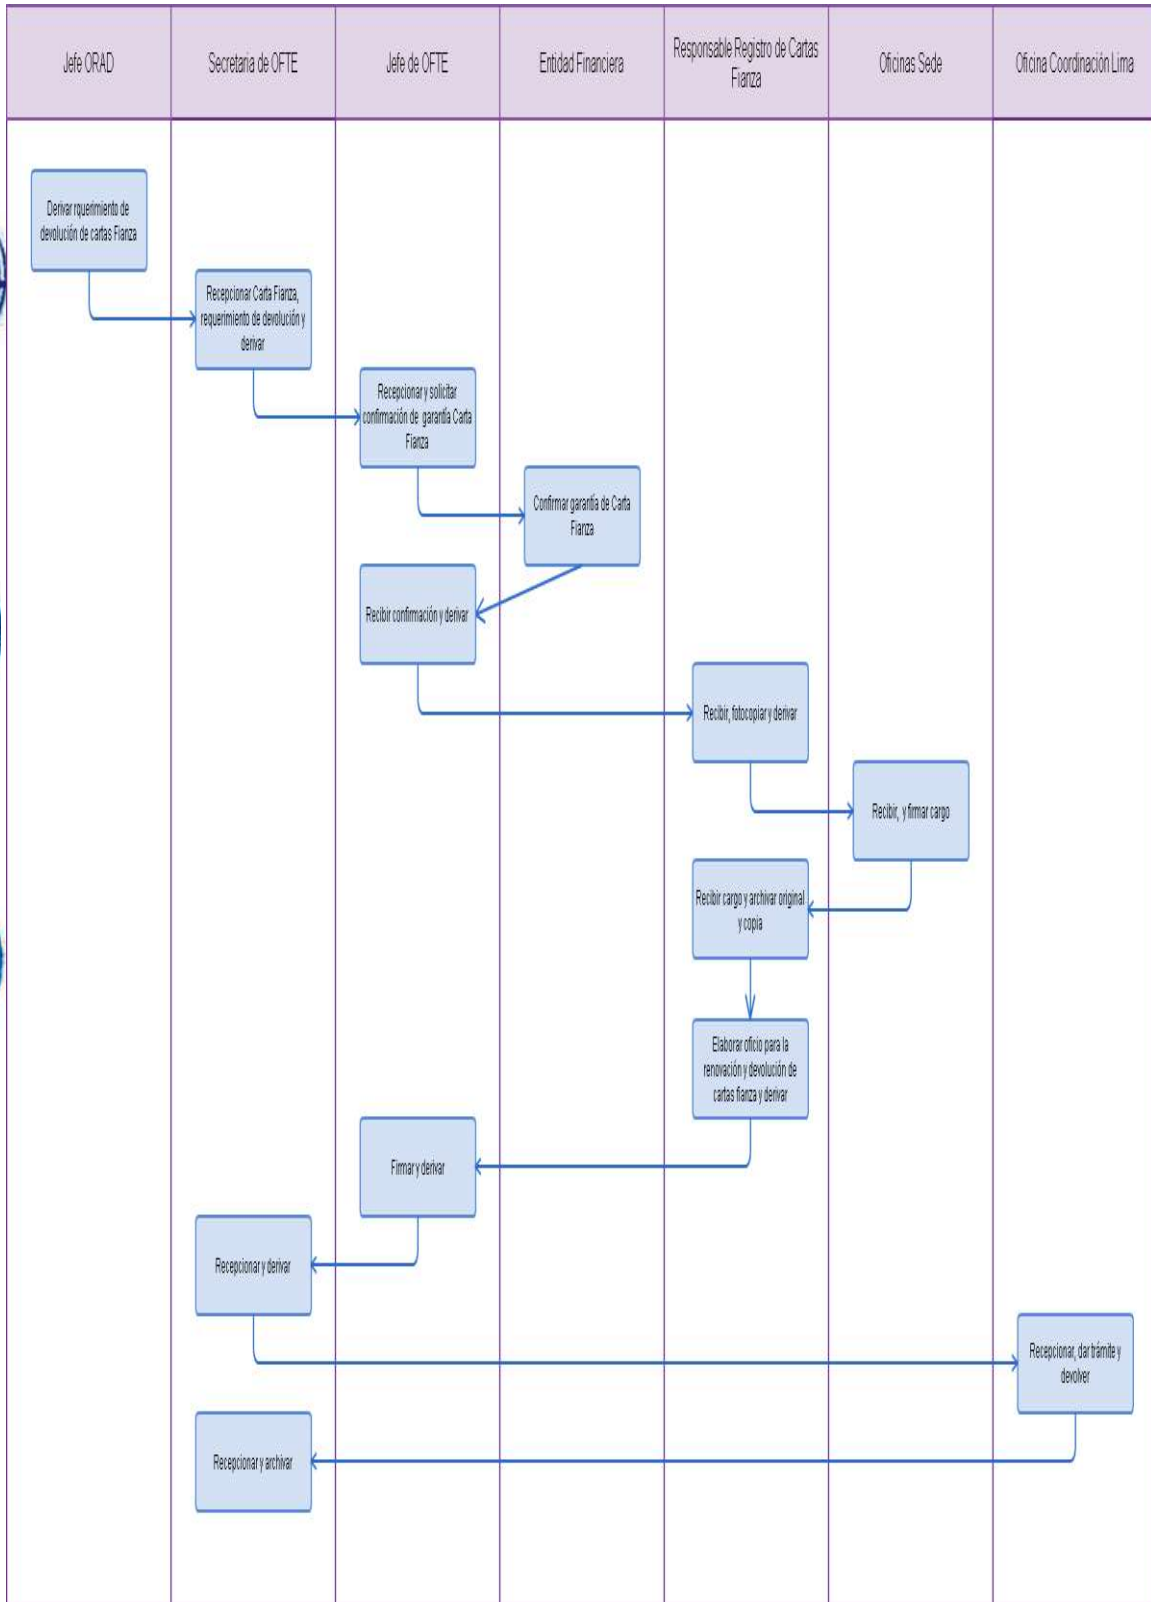 Jefe ORAD
Secretaria de OFTE
Jefe de OFTE
Entidad Financiera
Responsable Registro de Cartas
Fianza
Oficinas Sede
Oficina Coordinación Lima
Derivar rquerimiento de
devolución de cartas Fianza
Recepcionar Carta Fianza,
requerimiento de devolución y
derivar
Recepcionar y solicitar
confirmación de garantía Carta
Fianza
Confirmar garantía de Carta
Fianza
Recibir confirmación y derivar
Recibir, fotocopiar y derivar
Recibir, y firmar cargo
Recibir cargo y archivar original
y copia
Elaborar oficio para la
renovación y devolución de
cartas fianza y derivar
Firmar y derivar
Recepcionar y derivar
Recepcionar, dar trámite y
devolver
Recepcionar y archivar